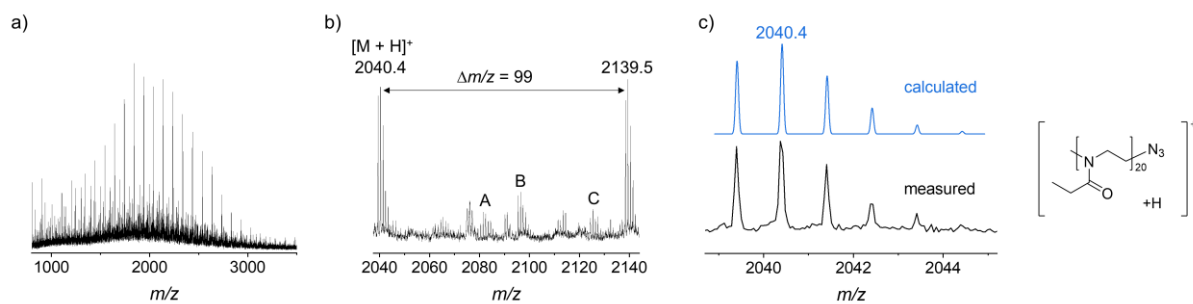 a)
1000 2000 3000
m/z
b)
[M + H]⁺
2040.4
Δm/z = 99
2139.5
A
B
C
2040 2060 2080 2100 2120 2140
m/z
c)
2040.4
calculated
measured
2040 2042 2044
m/z
N
N₃
20
O
+H
+